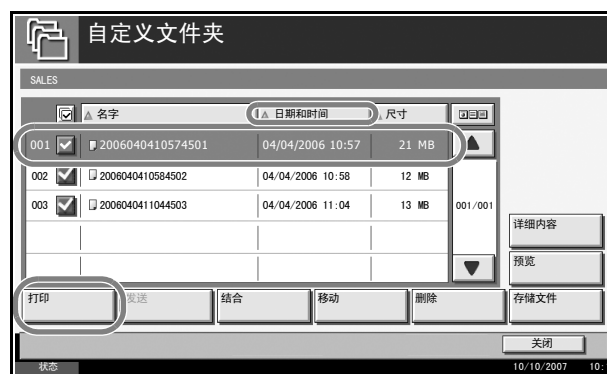 自定义文件夹
SALES
名字 日期和时间 尺寸
001 2006040410574501 04/04/2006 10:57 21 MB
002 2006040410584502 04/04/2006 10:58 12 MB
003 2006040411044503 04/04/2006 11:04 13 MB
001/001
详细内容
预览
打印 发送 结合 移动 删除 存储文件
关闭
状态 10/10/2007 10: